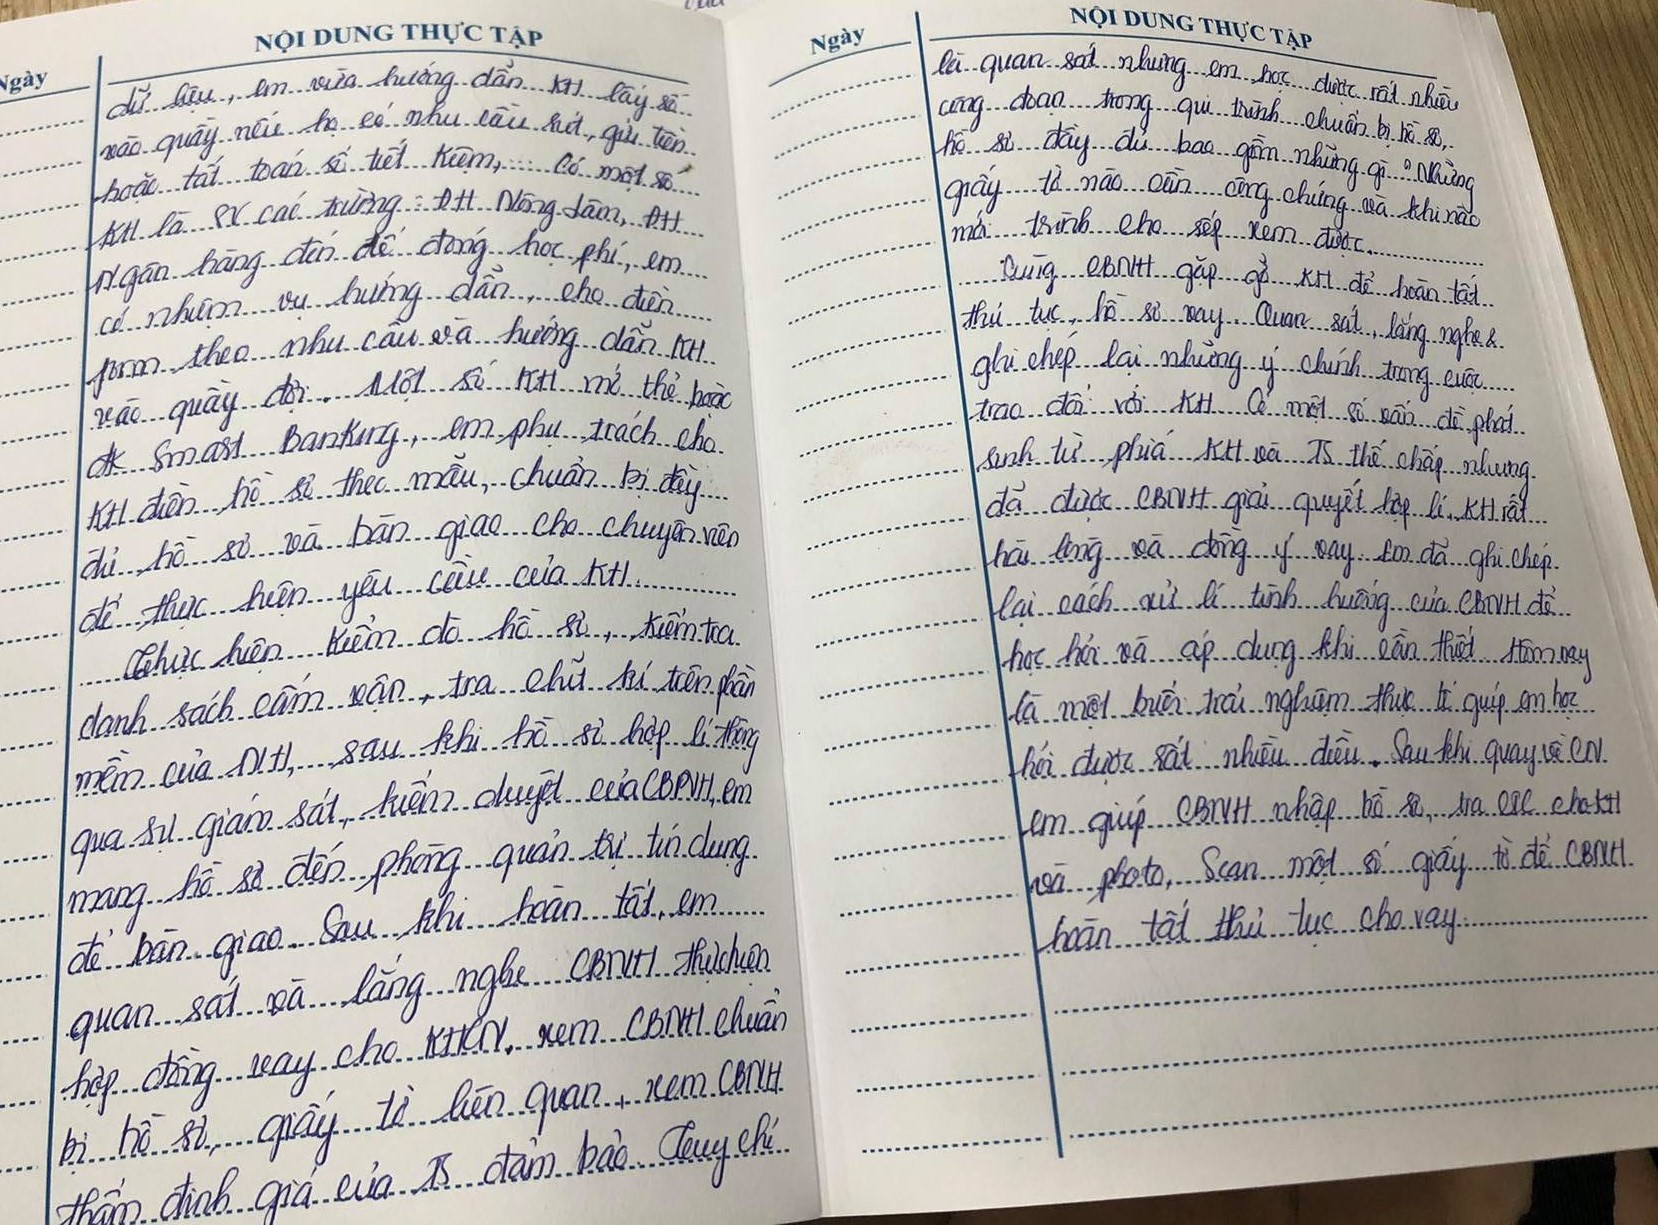 NỘI DUNG THỰC TẬP
Ngày
dữ liệu, em vừa hướng dẫn KH lấy số
vào quầy nếu họ có nhu cầu rút, gửi tiền
hoặc tất toán sổ tiết kiệm,... Có một số
KH là SV các trường: ĐH Nông Lâm, ĐH
Ngân hàng đến để đóng học phí, em
có nhiệm vụ hướng dẫn, cho điền
form theo nhu cầu và hướng dẫn KH
vào quầy đợi. Một số KH mở thẻ hoặc
đk Smart Banking, em phụ trách cho
KH điền hồ sơ theo mẫu, chuẩn bị đầy
đủ hồ sơ và bàn giao cho chuyên viên
để thực hiện yêu cầu của KH.
Thực hiện kiểm dò hồ sơ, kiểm tra
danh sách cấm vận, tra chữ kí trên phần
mềm của NH, sau khi hồ sơ hợp lí thông
qua sự giám sát, kiểm duyệt của CBNH, em
mang hồ sơ đến phòng quản trị tín dụng
để bàn giao. Sau khi hoàn tất, em
quan sát và lắng nghe CBNH thực hiện
hợp đồng vay cho KHCN, xem CBNH chuẩn
bị hồ sơ, giấy tờ liên quan, xem CBNH
thẩm định giá của TS đảm bảo. Tuy chỉ
NỘI DUNG THỰC TẬP
Ngày
là quan sát nhưng em học được rất nhiều
công đoạn trong qui trình chuẩn bị hồ sơ,
hồ sơ đầy đủ bao gồm những gì? Những
giấy tờ nào cần công chứng và khi nào
mới trình cho sếp xem được.
Cùng CBNH gặp gỡ KH để hoàn tất
thủ tục, hồ sơ vay. Quan sát, lắng nghe &
ghi chép lại những ý chính trong cuộc
trao đổi với KH. Có một số vấn đề phát
sinh từ phía KH và TS thế chấp nhưng
đã được CBNH giải quyết hợp lí, KH rất
hài lòng và đồng ý vay. Em đã ghi chép
lại cách xử lí tình huống của CBNH để
học hỏi và áp dụng khi cần thiết. Hôm nay
là một buổi trải nghiệm thực tế giúp em học
hỏi được rất nhiều điều. Sau khi quay về CN
em giúp CBNH nhập hồ sơ, tra CIC cho KH
và photo, Scan một số giấy tờ để CBNH
hoàn tất thủ tục cho vay.